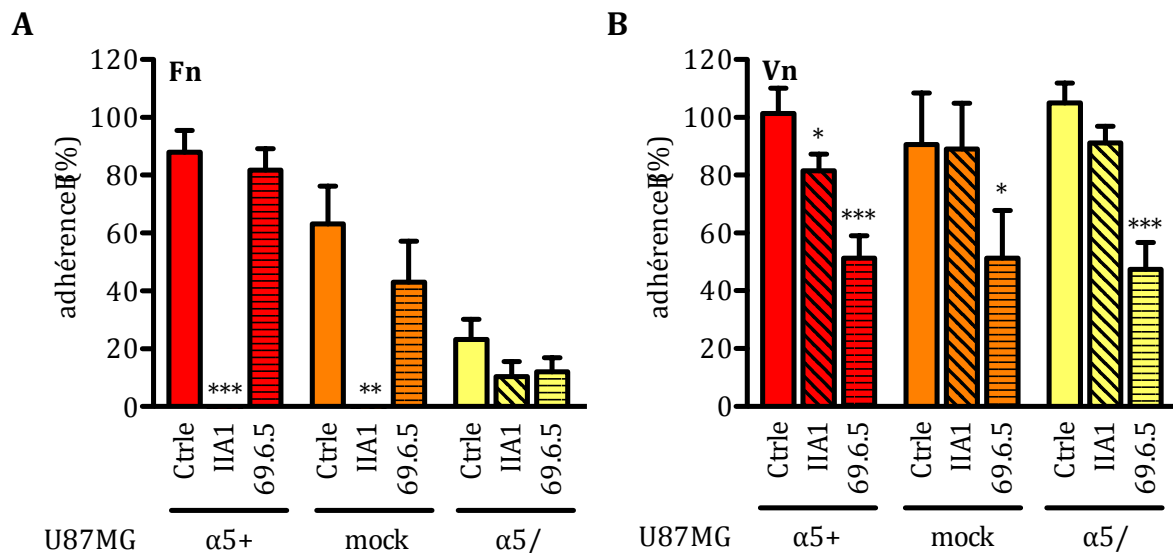 A
Fn
adhérence (%)
120
100
80
60
40
20
0
*** **
Ctrle IIA1 69.6.5 Ctrle IIA1 69.6.5 Ctrle IIA1 69.6.5
U87MG α5+ mock α5/
B
Vn
adhérence (%)
120
100
80
60
40
20
0
* *** * ***
Ctrle IIA1 69.6.5 Ctrle IIA1 69.6.5 Ctrle IIA1 69.6.5
U87MG α5+ mock α5/